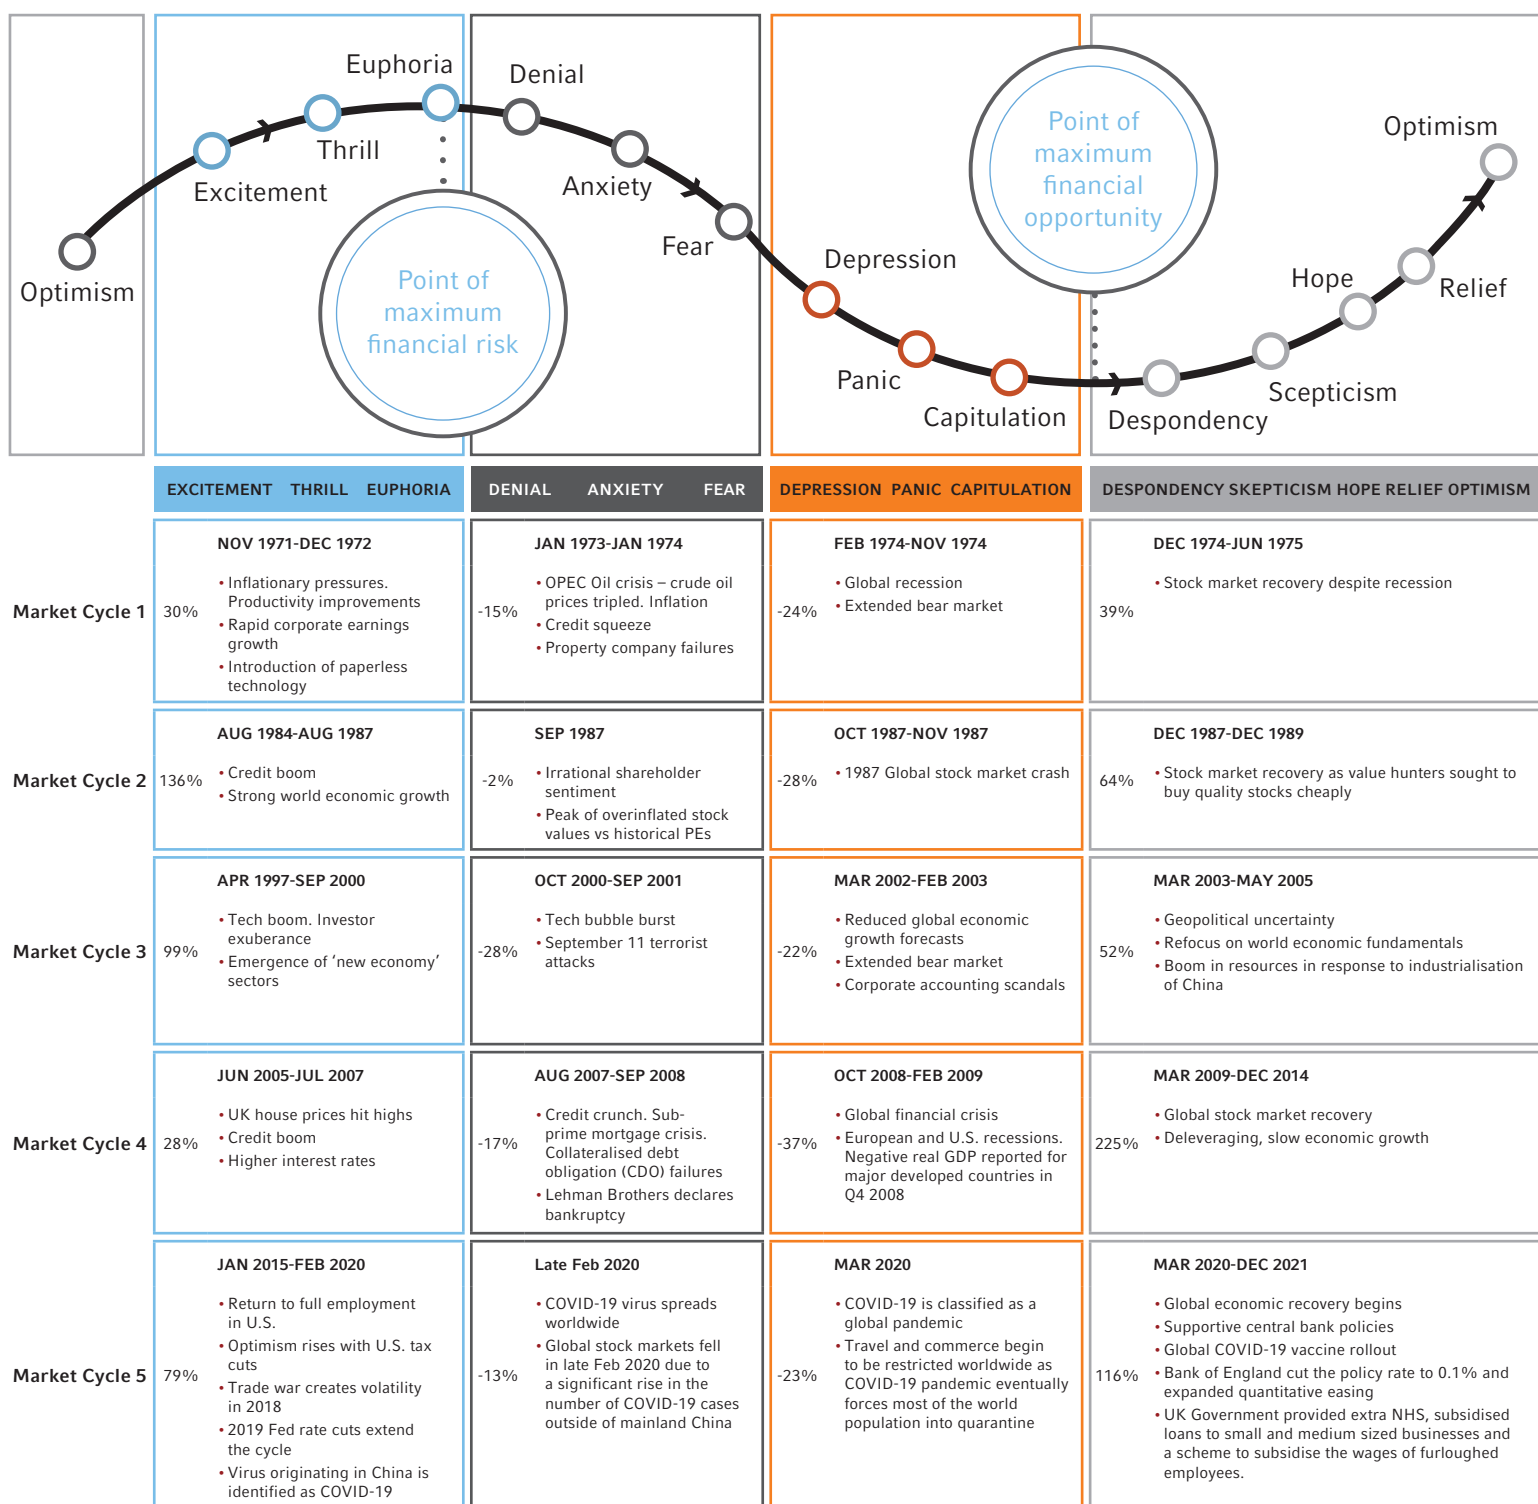 Euphoria
Denial
Thrill
Excitement
Anxiety
Optimism
Fear
Point of
maximum
financial risk
Point of
maximum
financial
opportunity
Optimism
Depression
Hope
Relief
Panic
Scepticism
Capitulation
Despondency
EXCITEMENT THRILL EUPHORIA
DENIAL ANXIETY FEAR
DEPRESSION PANIC CAPITULATION
DESPONDENCY SKEPTICISM HOPE RELIEF OPTIMISM
Market Cycle 1
30%
NOV 1971-DEC 1972
• Inflationary pressures.
Productivity improvements
• Rapid corporate earnings
growth
• Introduction of paperless
technology
-15%
JAN 1973-JAN 1974
• OPEC Oil crisis – crude oil
prices tripled. Inflation
• Credit squeeze
• Property company failures
-24%
FEB 1974-NOV 1974
• Global recession
• Extended bear market
39%
DEC 1974-JUN 1975
• Stock market recovery despite recession
Market Cycle 2
136%
AUG 1984-AUG 1987
• Credit boom
• Strong world economic growth
-2%
SEP 1987
• Irrational shareholder
sentiment
• Peak of overinflated stock
values vs historical PEs
-28%
OCT 1987-NOV 1987
• 1987 Global stock market crash
64%
DEC 1987-DEC 1989
• Stock market recovery as value hunters sought to
buy quality stocks cheaply
Market Cycle 3
99%
APR 1997-SEP 2000
• Tech boom. Investor
exuberance
• Emergence of ‘new economy’
sectors
-28%
OCT 2000-SEP 2001
• Tech bubble burst
• September 11 terrorist
attacks
-22%
MAR 2002-FEB 2003
• Reduced global economic
growth forecasts
• Extended bear market
• Corporate accounting scandals
52%
MAR 2003-MAY 2005
• Geopolitical uncertainty
• Refocus on world economic fundamentals
• Boom in resources in response to industrialisation
of China
Market Cycle 4
28%
JUN 2005-JUL 2007
• UK house prices hit highs
• Credit boom
• Higher interest rates
-17%
AUG 2007-SEP 2008
• Credit crunch. Sub-
prime mortgage crisis.
Collateralised debt
obligation (CDO) failures
• Lehman Brothers declares
bankruptcy
-37%
OCT 2008-FEB 2009
• Global financial crisis
• European and U.S. recessions.
Negative real GDP reported for
major developed countries in
Q4 2008
225%
MAR 2009-DEC 2014
• Global stock market recovery
• Deleveraging, slow economic growth
Market Cycle 5
79%
JAN 2015-FEB 2020
• Return to full employment
in U.S.
• Optimism rises with U.S. tax
cuts
• Trade war creates volatility
in 2018
• 2019 Fed rate cuts extend
the cycle
• Virus originating in China is
identified as COVID-19
-13%
Late Feb 2020
• COVID-19 virus spreads
worldwide
• Global stock markets fell
in late Feb 2020 due to
a significant rise in the
number of COVID-19 cases
outside of mainland China
-23%
MAR 2020
• COVID-19 is classified as a
global pandemic
• Travel and commerce begin
to be restricted worldwide as
COVID-19 pandemic eventually
forces most of the world
population into quarantine
116%
MAR 2020-DEC 2021
• Global economic recovery begins
• Supportive central bank policies
• Global COVID-19 vaccine rollout
• Bank of England cut the policy rate to 0.1% and
expanded quantitative easing
• UK Government provided extra NHS, subsidised
loans to small and medium sized businesses and
a scheme to subsidise the wages of furloughed
employees.